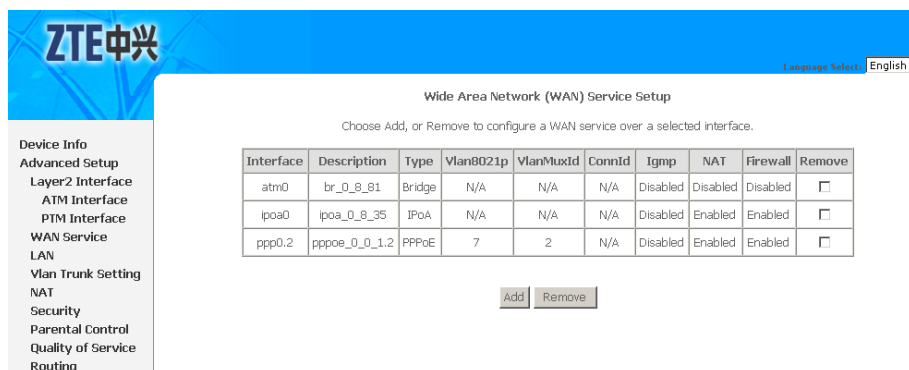 ZTE中兴
Language Select: English
Wide Area Network (WAN) Service Setup
Choose Add, or Remove to configure a WAN service over a selected interface.
Device Info
Advanced Setup
Layer2 Interface
ATM Interface
PTM Interface
WAN Service
LAN
Vlan Trunk Setting
NAT
Security
Parental Control
Quality of Service
Routing
Interface Description Type Vlan8021p VlanMuxId ConnId Igmp NAT Firewall Remove
atm0 br_0_8_81 Bridge N/A N/A N/A Disabled Disabled Disabled
ipoa0 ipoa_0_8_35 IPoA N/A N/A N/A Disabled Enabled Enabled
ppp0.2 pppoe_0_0_1.2 PPPoE 7 2 N/A Disabled Enabled Enabled
Add Remove